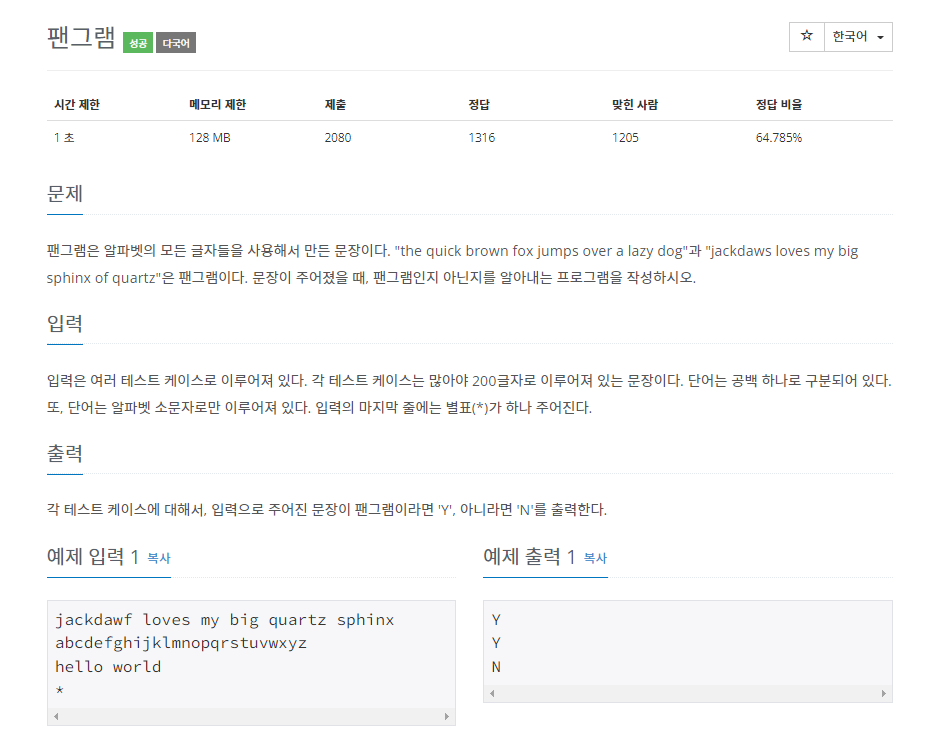 팬그램 성공 다국어 ☆ 한국어
시간 제한 메모리 제한 제출 정답 맞힌 사람 정답 비율
1 초 128 MB 2080 1316 1205 64.785%
문제
팬그램은 알파벳의 모든 글자들을 사용해서 만든 문장이다. "the quick brown fox jumps over a lazy dog"과 "jackdaws loves my big
sphinx of quartz"은 팬그램이다. 문장이 주어졌을 때, 팬그램인지 아닌지를 알아내는 프로그램을 작성하시오.
입력
입력은 여러 테스트 케이스로 이루어져 있다. 각 테스트 케이스는 많아야 200글자로 이루어져 있는 문장이다. 단어는 공백 하나로 구분되어 있다.
또, 단어는 알파벳 소문자로만 이루어져 있다. 입력의 마지막 줄에는 별표(*)가 하나 주어진다.
출력
각 테스트 케이스에 대해서, 입력으로 주어진 문장이 팬그램이라면 'Y', 아니라면 'N'를 출력한다.
예제 입력 1 복사
jackdawf loves my big quartz sphinx
abcdefghijklmnopqrstuvwxyz
hello world
*
예제 출력 1 복사
Y
Y
N